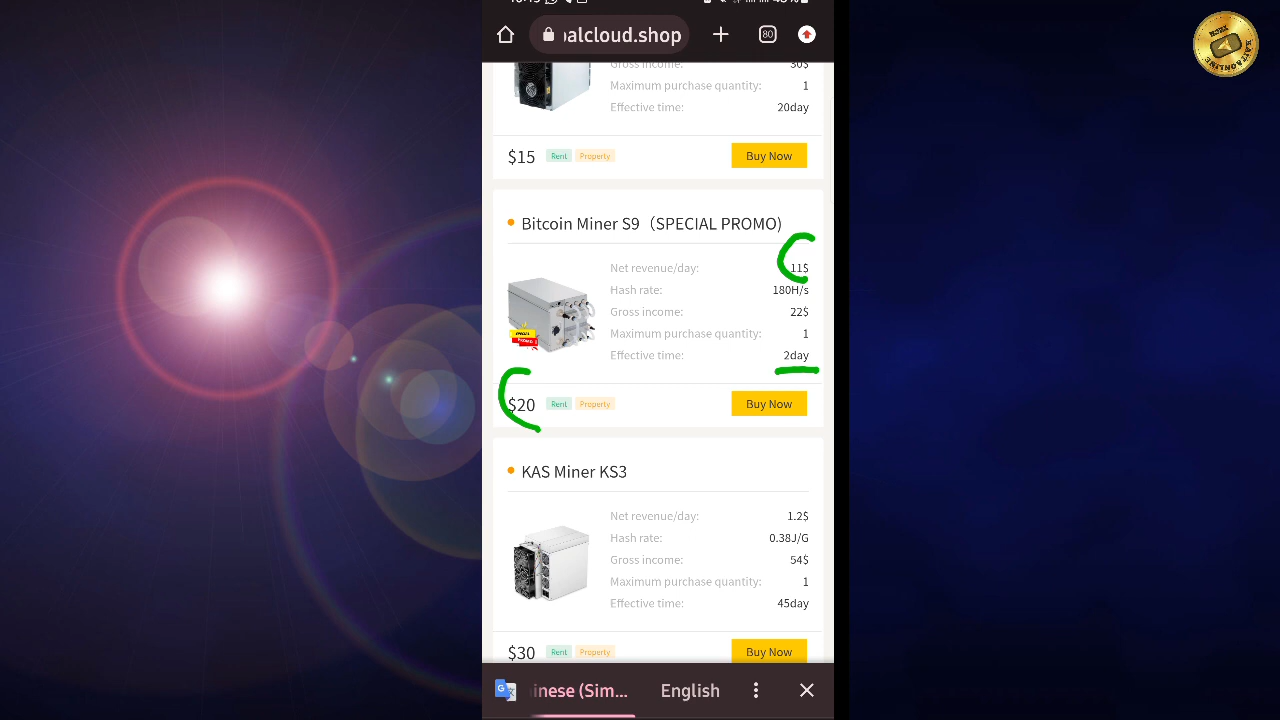 alcloud.shop
80
Gross income: 30$
Maximum purchase quantity: 1
Effective time: 20day
$15 Rent Property Buy Now
Bitcoin Miner S9（SPECIAL PROMO)
Net revenue/day: 11$
Hash rate: 180H/s
Gross income: 22$
Maximum purchase quantity: 1
Effective time: 2day
$20 Rent Property Buy Now
KAS Miner KS3
Net revenue/day: 1.2$
Hash rate: 0.38J/G
Gross income: 54$
Maximum purchase quantity: 1
Effective time: 45day
$30 Rent Property Buy Now
inese (Sim... English